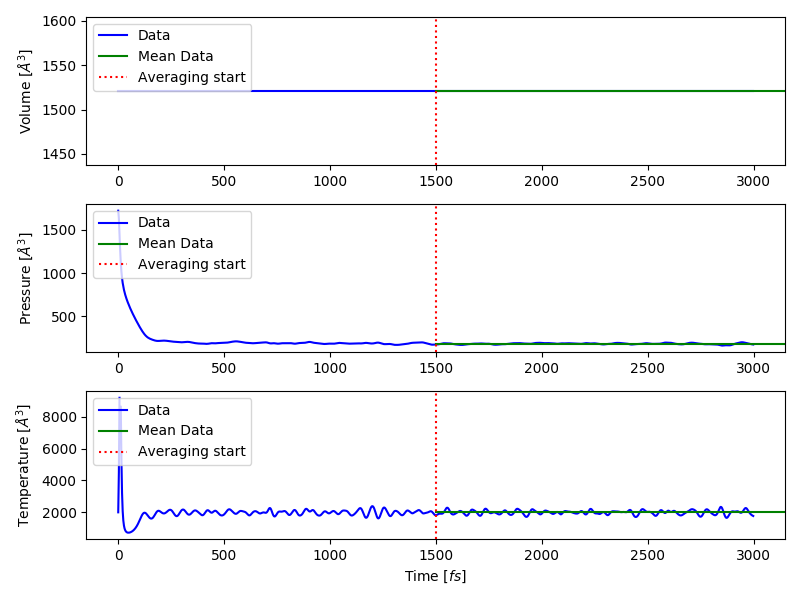 1600
1550
1500
1450
Volume [Å³]
Data
Mean Data
Averaging start
0 500 1000 1500 2000 2500 3000
1500
1000
500
Pressure [Å³]
Data
Mean Data
Averaging start
0 500 1000 1500 2000 2500 3000
8000
6000
4000
2000
Temperature [Å³]
Data
Mean Data
Averaging start
0 500 1000 1500 2000 2500 3000
Time [fs]